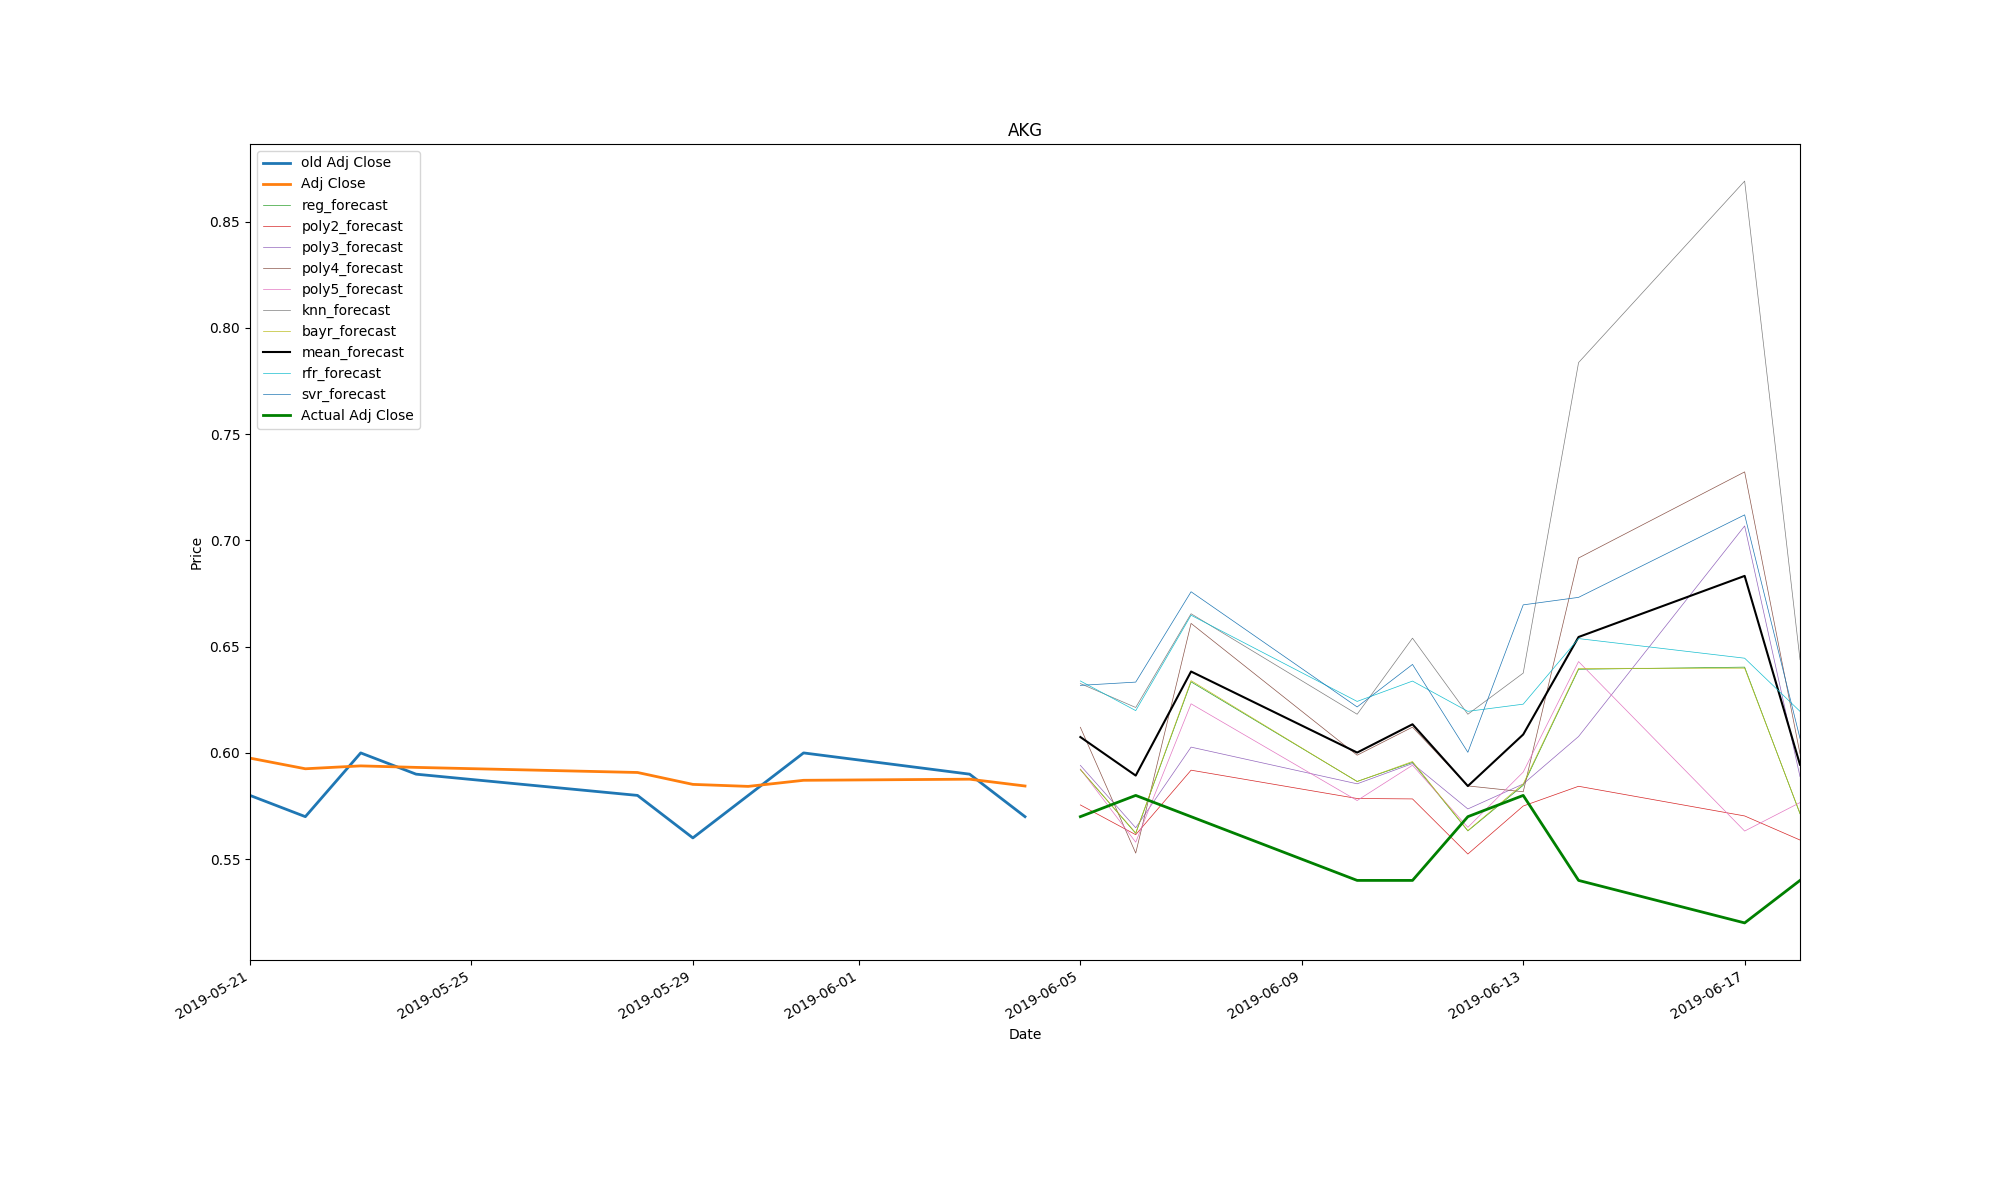 AKG
old Adj Close
Adj Close
reg_forecast
poly2_forecast
poly3_forecast
poly4_forecast
poly5_forecast
knn_forecast
bayr_forecast
mean_forecast
rfr_forecast
svr_forecast
Actual Adj Close
0.85
0.80
0.75
0.70
0.65
0.60
0.55
Price
2019-05-21
2019-05-25
2019-05-29
2019-06-01
2019-06-05
2019-06-09
2019-06-13
2019-06-17
Date